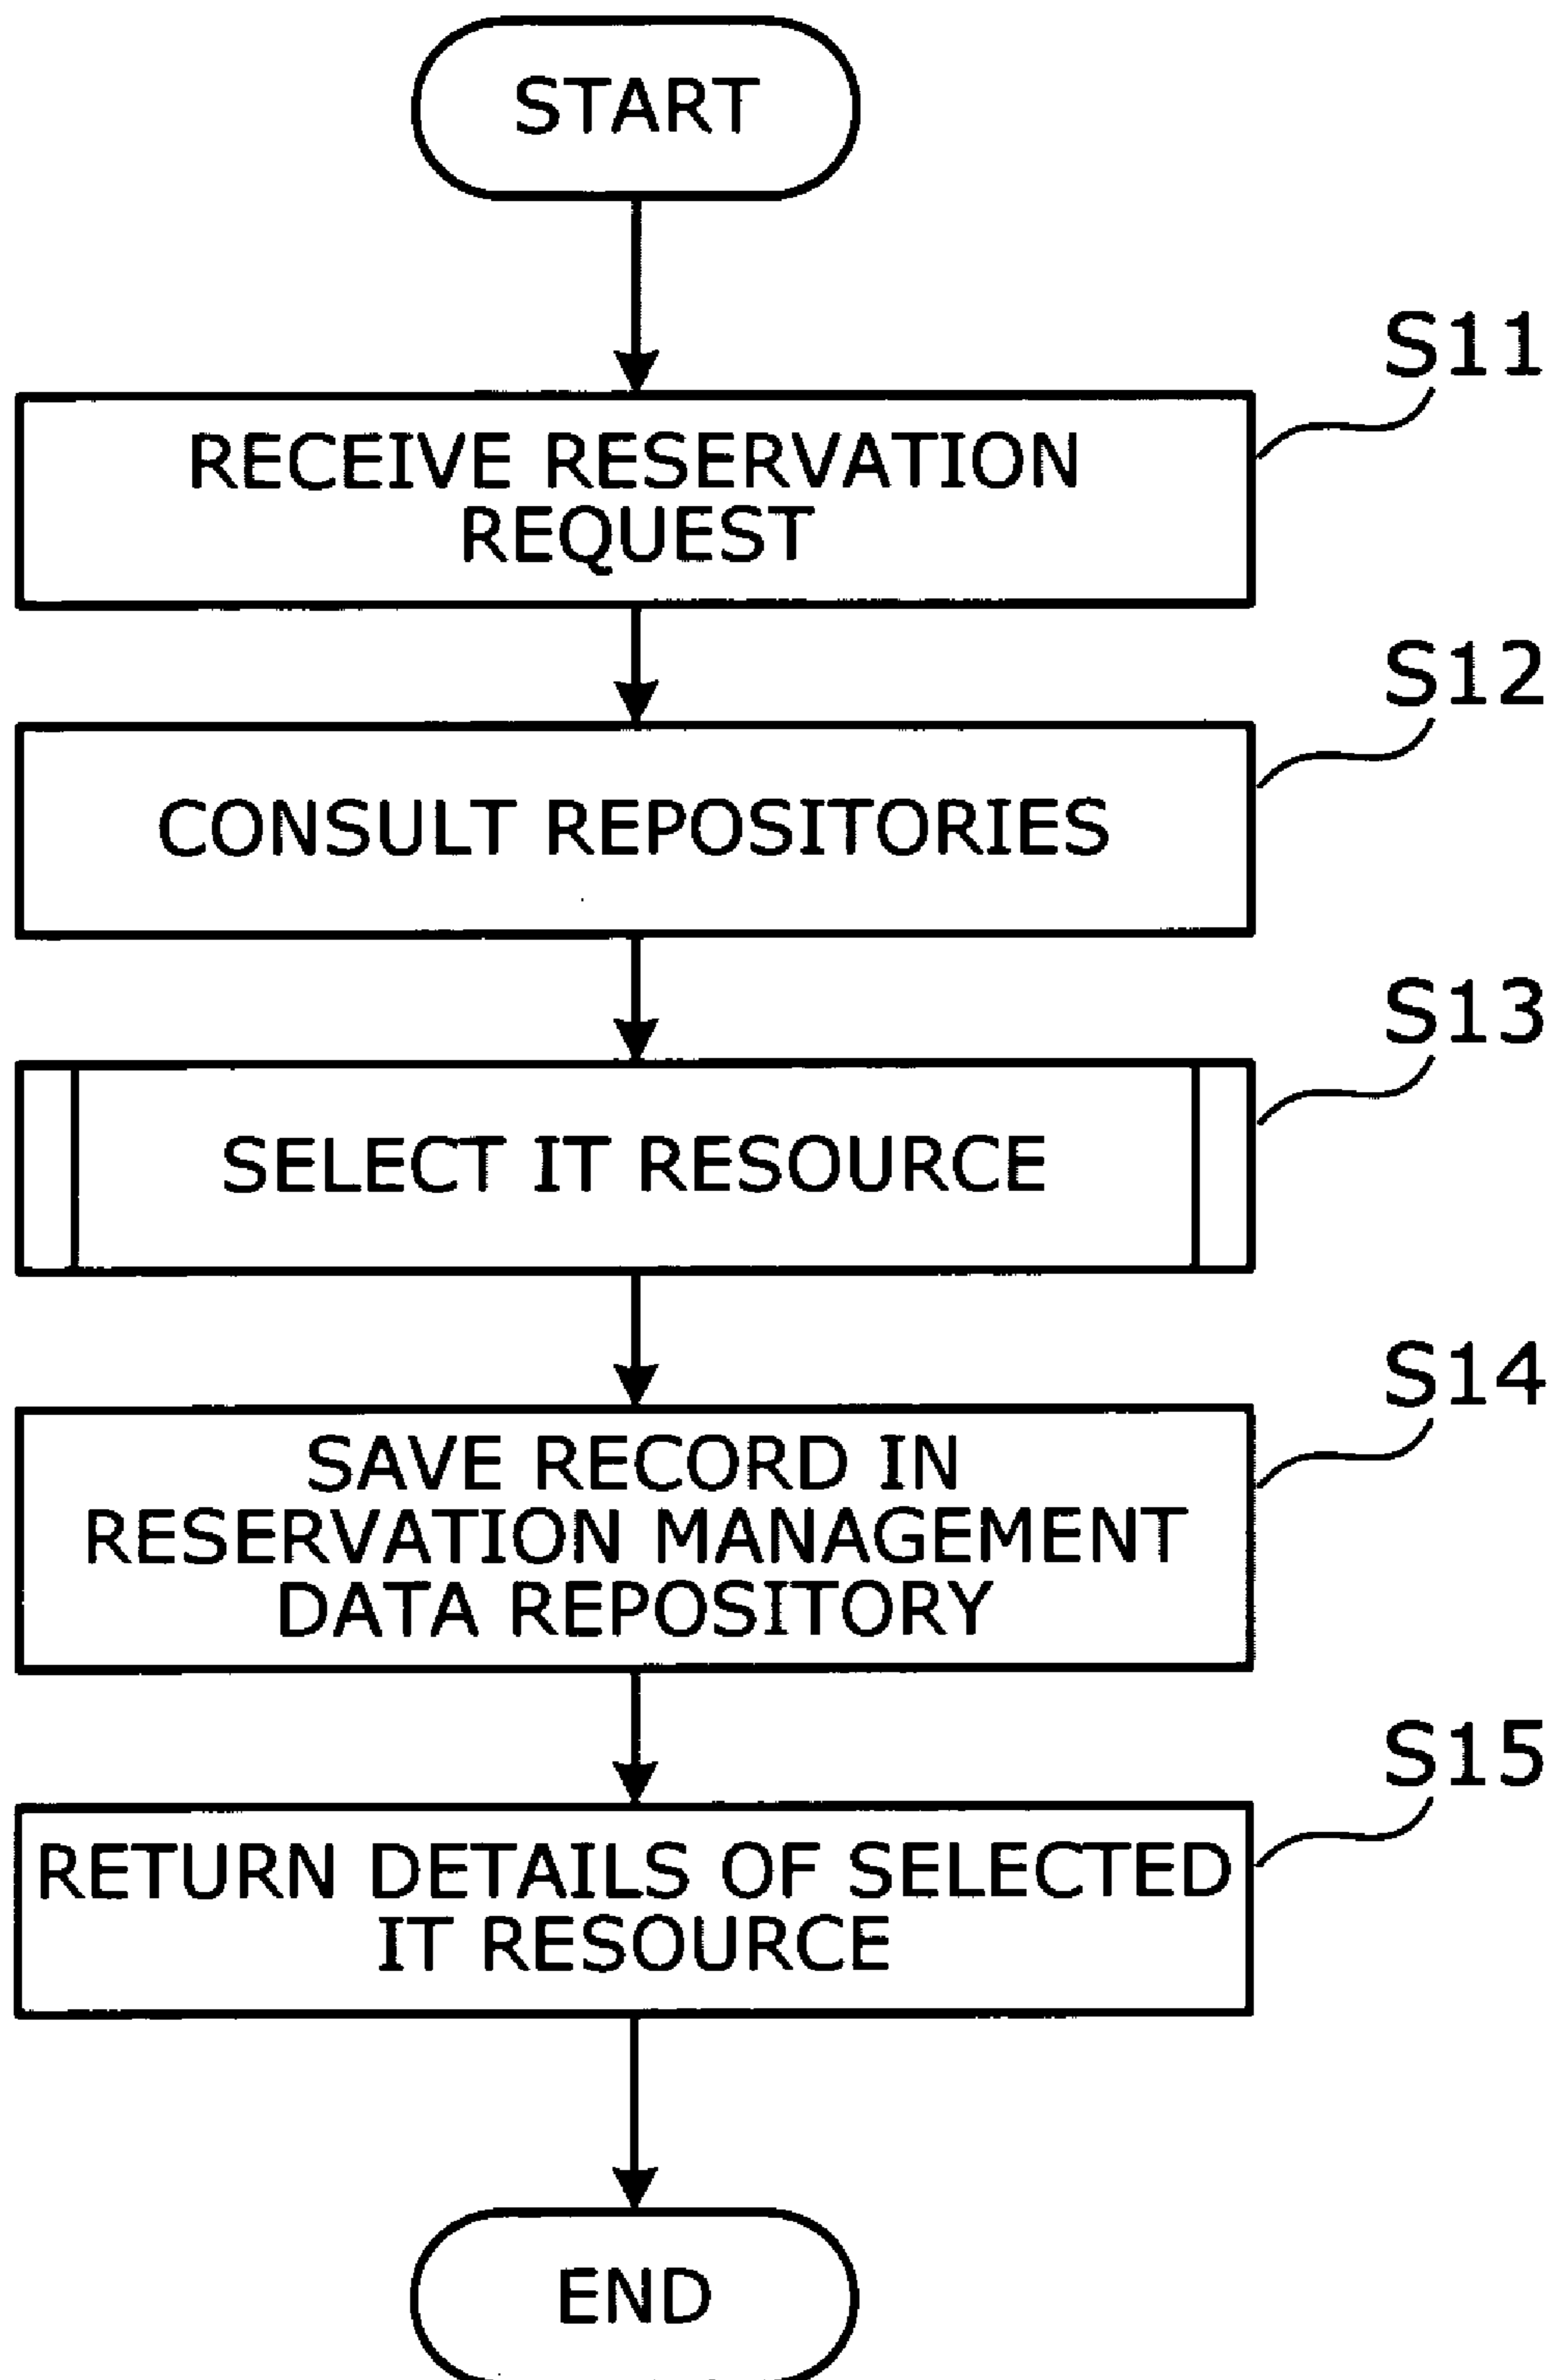 START
S11
RECEIVE RESERVATION
REQUEST
S12
CONSULT REPOSITORIES
S13
SELECT IT RESOURCE
S14
SAVE RECORD IN
RESERVATION MANAGEMENT
DATA REPOSITORY
S15
RETURN DETAILS OF SELECTED
IT RESOURCE
END